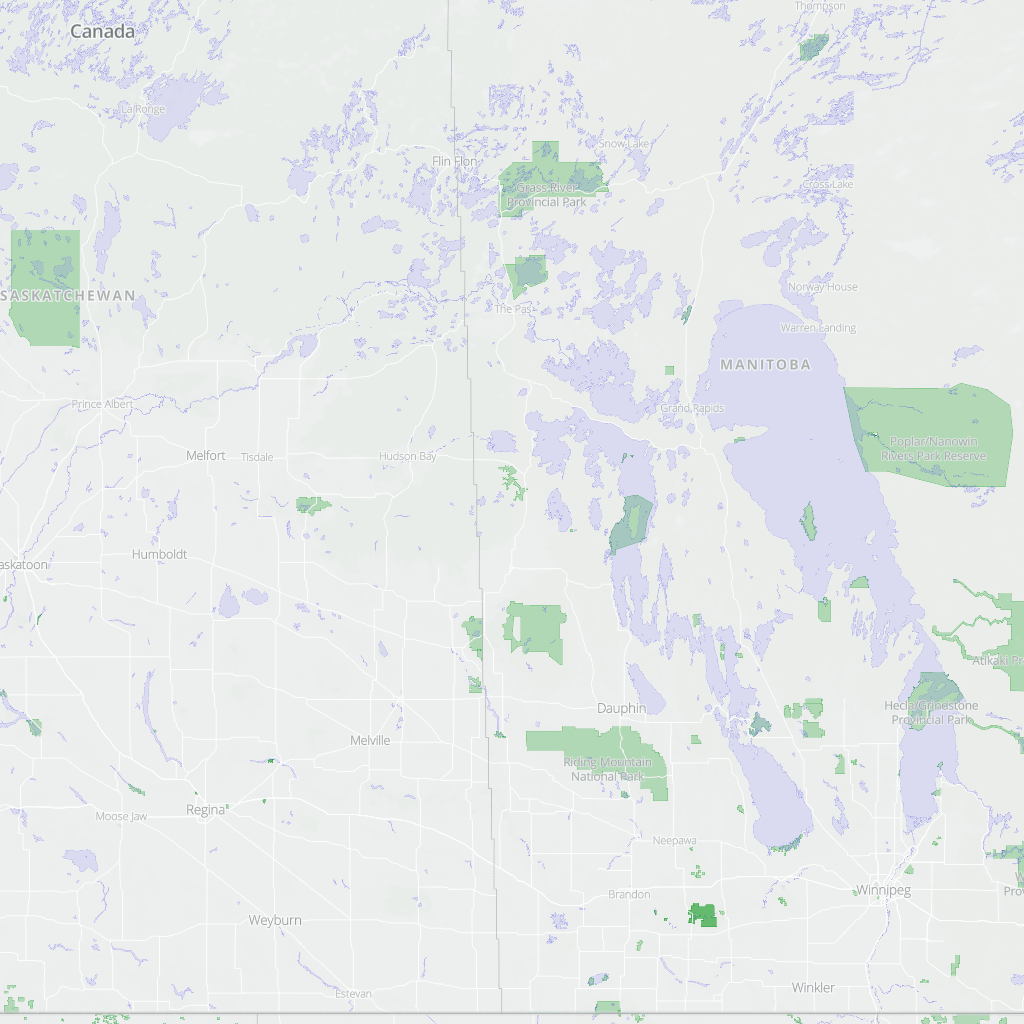 Thompson
Canada
La Ronge
Snow Lake
Flin Flon
Cross Lake
Grass River
Provincial Park
Norway House
SASKATCHEWAN
The Pas
Warren Landing
MANITOBA
Prince Albert
Grand Rapids
Poplar/Nanowin
Rivers Park Reserve
Melfort
Tisdale
Hudson Bay
Humboldt
askatoon
Atikaki Pro
Hecla/Grindstone
Provincial Park
Dauphin
Melville
Riding Mountain
National Park
Regina
Moose Jaw
Neepawa
W
Prov
Brandon
Winnipeg
Weyburn
Winkler
Estevan